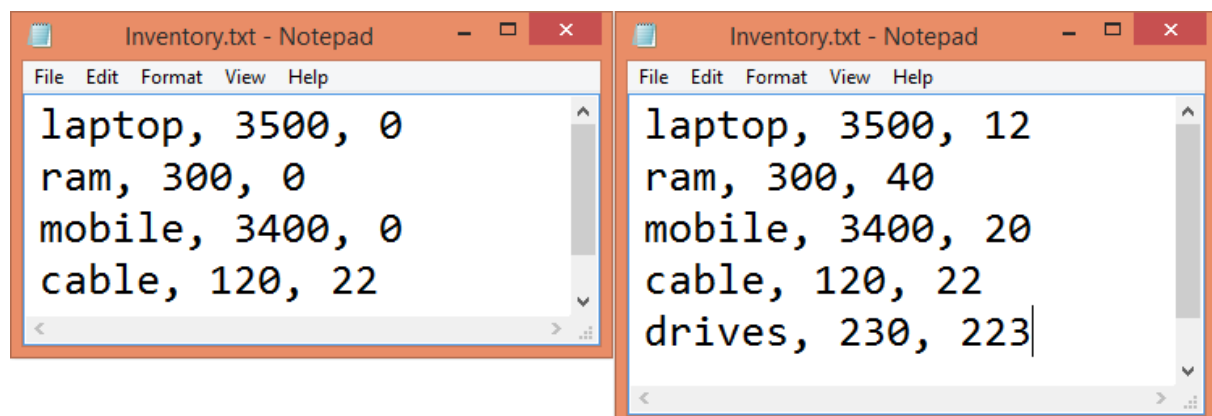 Inventory.txt - Notepad
File Edit Format View Help
laptop, 3500, 0
ram, 300, 0
mobile, 3400, 0
cable, 120, 22
Inventory.txt - Notepad
File Edit Format View Help
laptop, 3500, 12
ram, 300, 40
mobile, 3400, 20
cable, 120, 22
drives, 230, 223